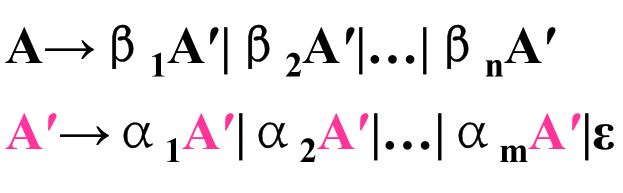 A→ β ₁A′| β ₂A′|…| β ₙA′
A′→ α ₁A′| α ₂A′|…| α ₘA′|ε